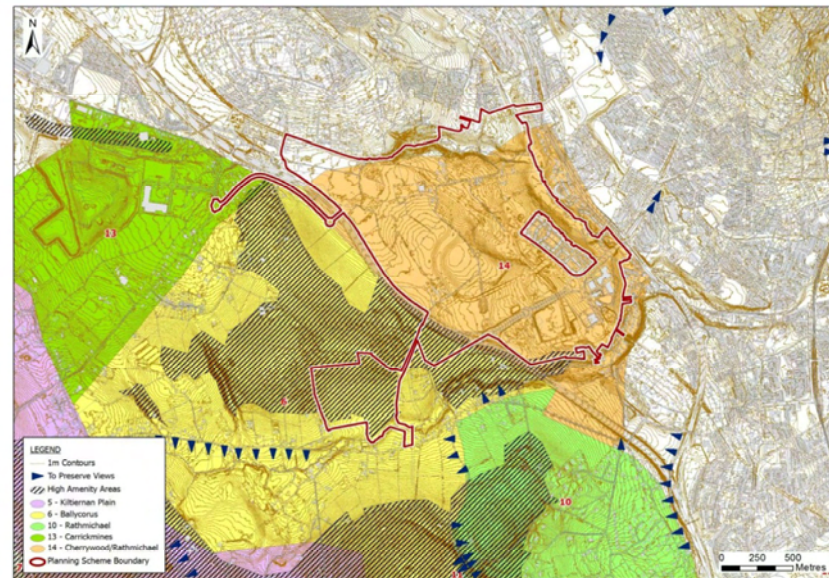 N
13
14
6
10
LEGEND
1m Contours
To Preserve Views
High Amenity Areas
5 - Kiltiernan Plain
6 - Ballycorus
10 - Rathmichael
13 - Carrickmines
14 - Cherrywood/Rathmichael
Planning Scheme Boundary
0 250 500
Metres